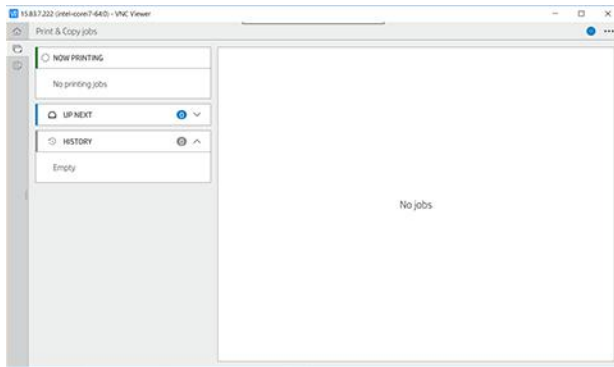 15.83.7.222 (intel-corei7-64:0) - VNC Viewer
Print & Copy jobs
NOW PRINTING
No printing jobs
UP NEXT
0
HISTORY
0
Empty
No jobs